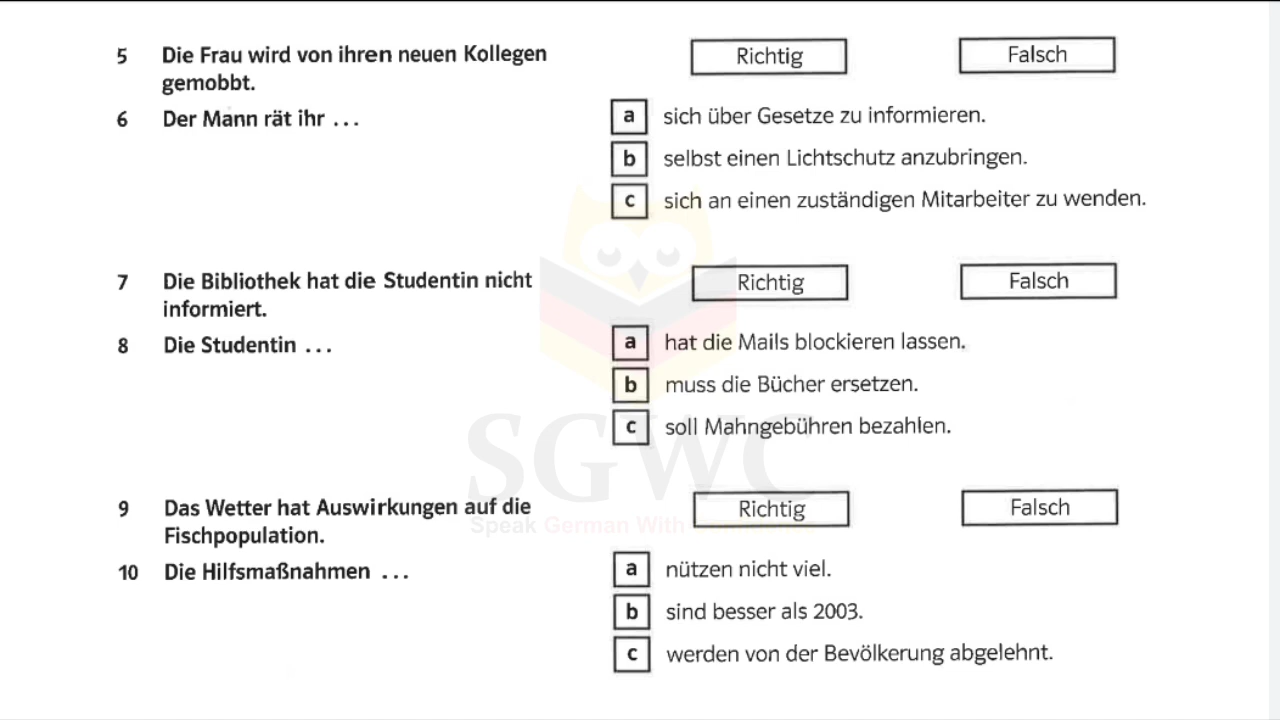 5 Die Frau wird von ihren neuen Kollegen Richtig Falsch
gemobbt.
6 Der Mann rät ihr ... a sich über Gesetze zu informieren.
b selbst einen Lichtschutz anzubringen.
c sich an einen zuständigen Mitarbeiter zu wenden.
7 Die Bibliothek hat die Studentin nicht Richtig Falsch
informiert.
8 Die Studentin ... a hat die Mails blockieren lassen.
b muss die Bücher ersetzen.
c soll Mahngebühren bezahlen.
SGWC
9 Das Wetter hat Auswirkungen auf die Richtig Falsch
Speak German With
Fischpopulation.
10 Die Hilfsmaßnahmen ... a nützen nicht viel.
b sind besser als 2003.
c werden von der Bevölkerung abgelehnt.